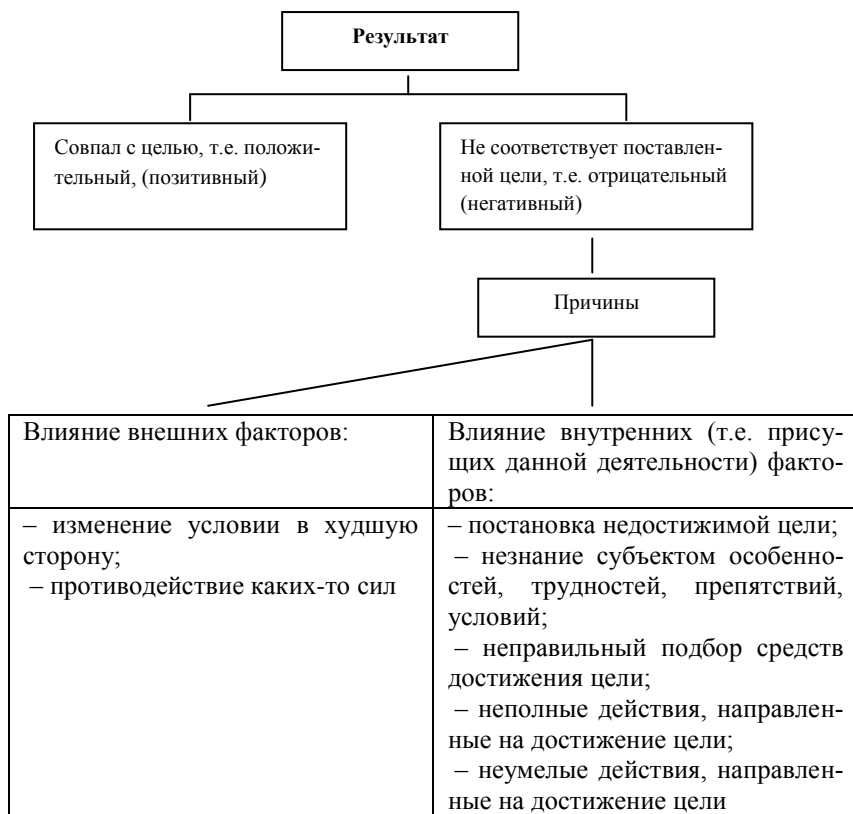 Результат
Совпал с целью, т.е. положи-
тельный, (позитивный)
Не соответствует поставлен-
ной цели, т.е. отрицательный
(негативный)
Причины
Влияние внешних факторов:
Влияние внутренних (т.е. прису-
щих данной деятельности) факто-
ров:
– изменение условии в худшую
сторону;
– противодействие каких-то сил
– постановка недостижимой цели;
– незнание субъектом особенно-
стей, трудностей, препятствий,
условий;
– неправильный подбор средств
достижения цели;
– неполные действия, направлен-
ные на достижение цели;
– неумелые действия, направлен-
ные на достижение цели